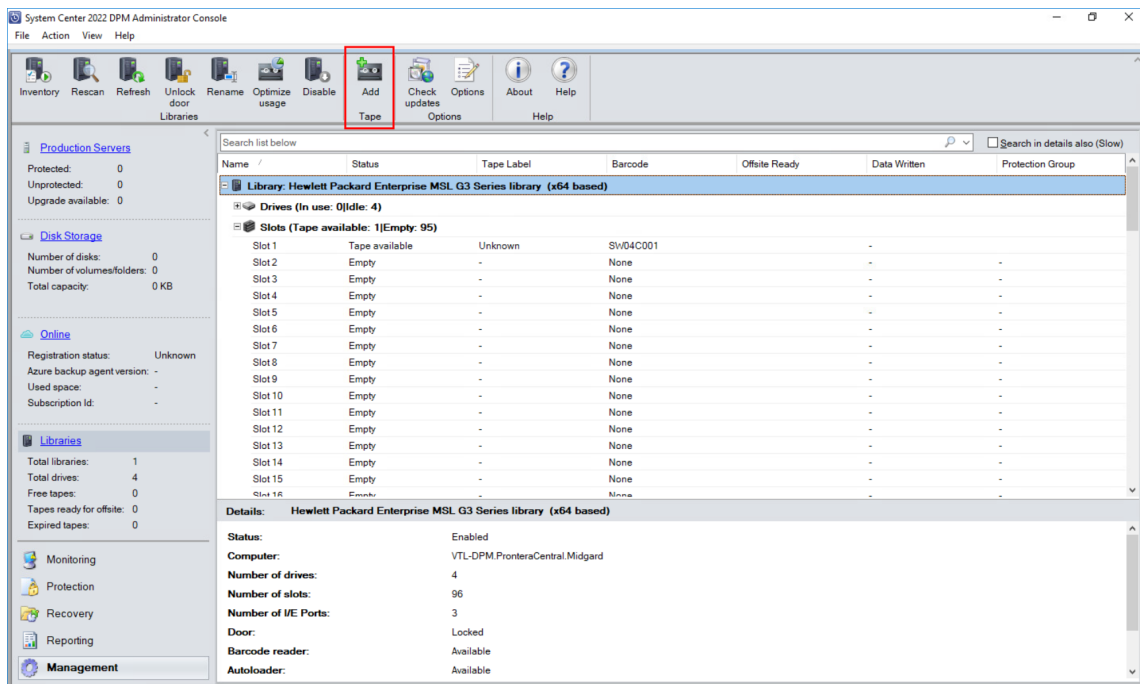 System Center 2022 DPM Administrator Console
File Action View Help
Inventory Rescan Refresh Unlock door Rename Optimize usage Disable Add Check updates Options About Help
Libraries Tape Options Help
Production Servers
Protected: 0
Unprotected: 0
Upgrade available: 0
Disk Storage
Number of disks: 0
Number of volumes/folders: 0
Total capacity: 0 KB
Online
Registration status: Unknown
Azure backup agent version: -
Used space: -
Subscription Id: -
Libraries
Total libraries: 1
Total drives: 4
Free tapes: 0
Tapes ready for offsite: 0
Expired tapes: 0
Monitoring
Protection
Recovery
Reporting
Management
Search list below Search in details also (Slow)
Name / Status Tape Label Barcode Offsite Ready Data Written Protection Group
Library: Hewlett Packard Enterprise MSL G3 Series library (x64 based)
Drives (In use: 0|Idle: 4)
Slots (Tape available: 1|Empty: 95)
Slot 1 Tape available Unknown SW04C001 -
Slot 2 Empty - None - -
Slot 3 Empty - None - -
Slot 4 Empty - None - -
Slot 5 Empty - None - -
Slot 6 Empty - None - -
Slot 7 Empty - None - -
Slot 8 Empty - None - -
Slot 9 Empty - None - -
Slot 10 Empty - None - -
Slot 11 Empty - None - -
Slot 12 Empty - None - -
Slot 13 Empty - None - -
Slot 14 Empty - None - -
Slot 15 Empty - None - -
Slot 16 Empty - None - -
Details: Hewlett Packard Enterprise MSL G3 Series library (x64 based)
Status: Enabled
Computer: VTL-DPM.PronteraCentral.Midgard
Number of drives: 4
Number of slots: 96
Number of I/E Ports: 3
Door: Locked
Barcode reader: Available
Autoloader: Available